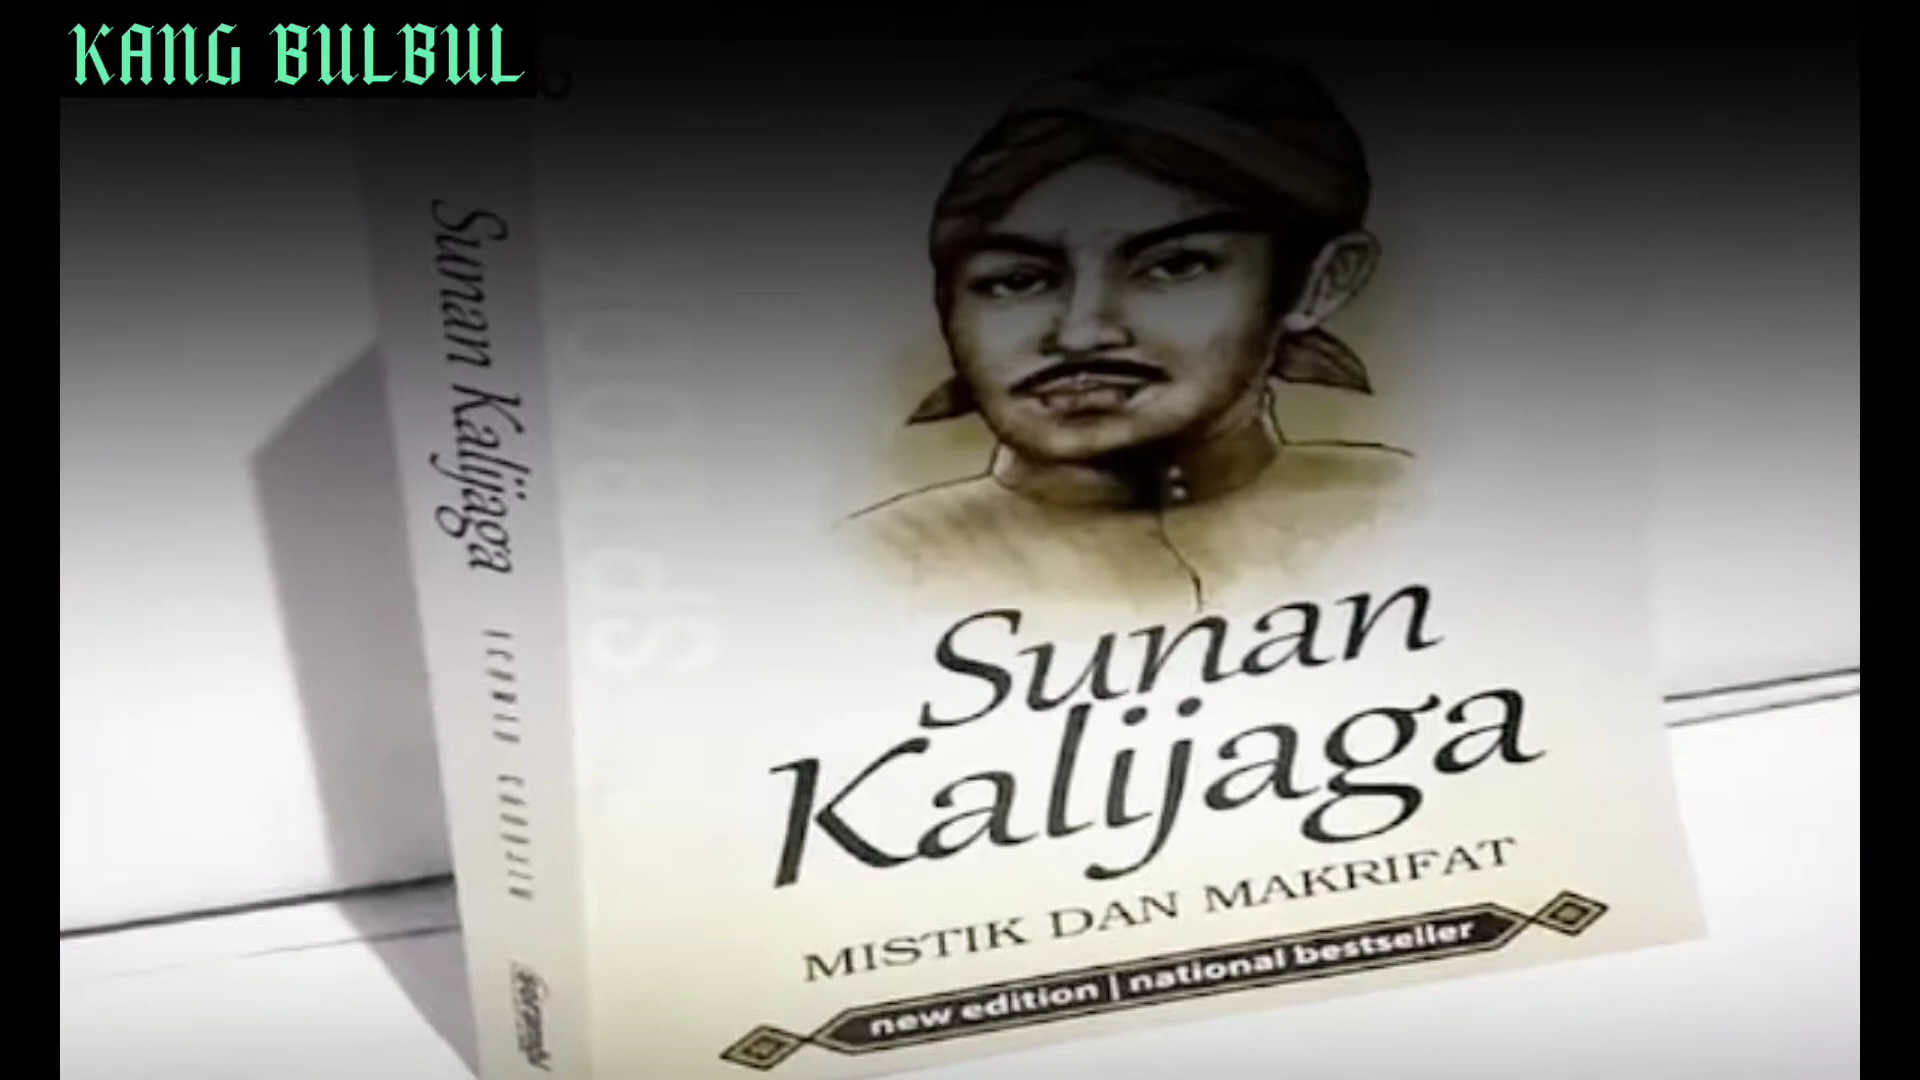 KANG BULBUL
Sunan Kalijaga
Sunan
Kalijaga
MISTIK DAN MAKRIFAT
new edition | national bestseller